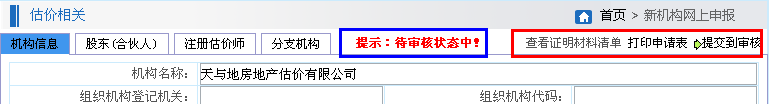 估价相关
首页 > 新机构网上申报
机构信息 股东(合伙人) 注册估价师 分支机构 提示：待审核状态中！ 查看证明材料清单 打印申请表 提交到审核
机构名称： 天与地房地产估价有限公司
组织机构登记机关： 组织机构代码：